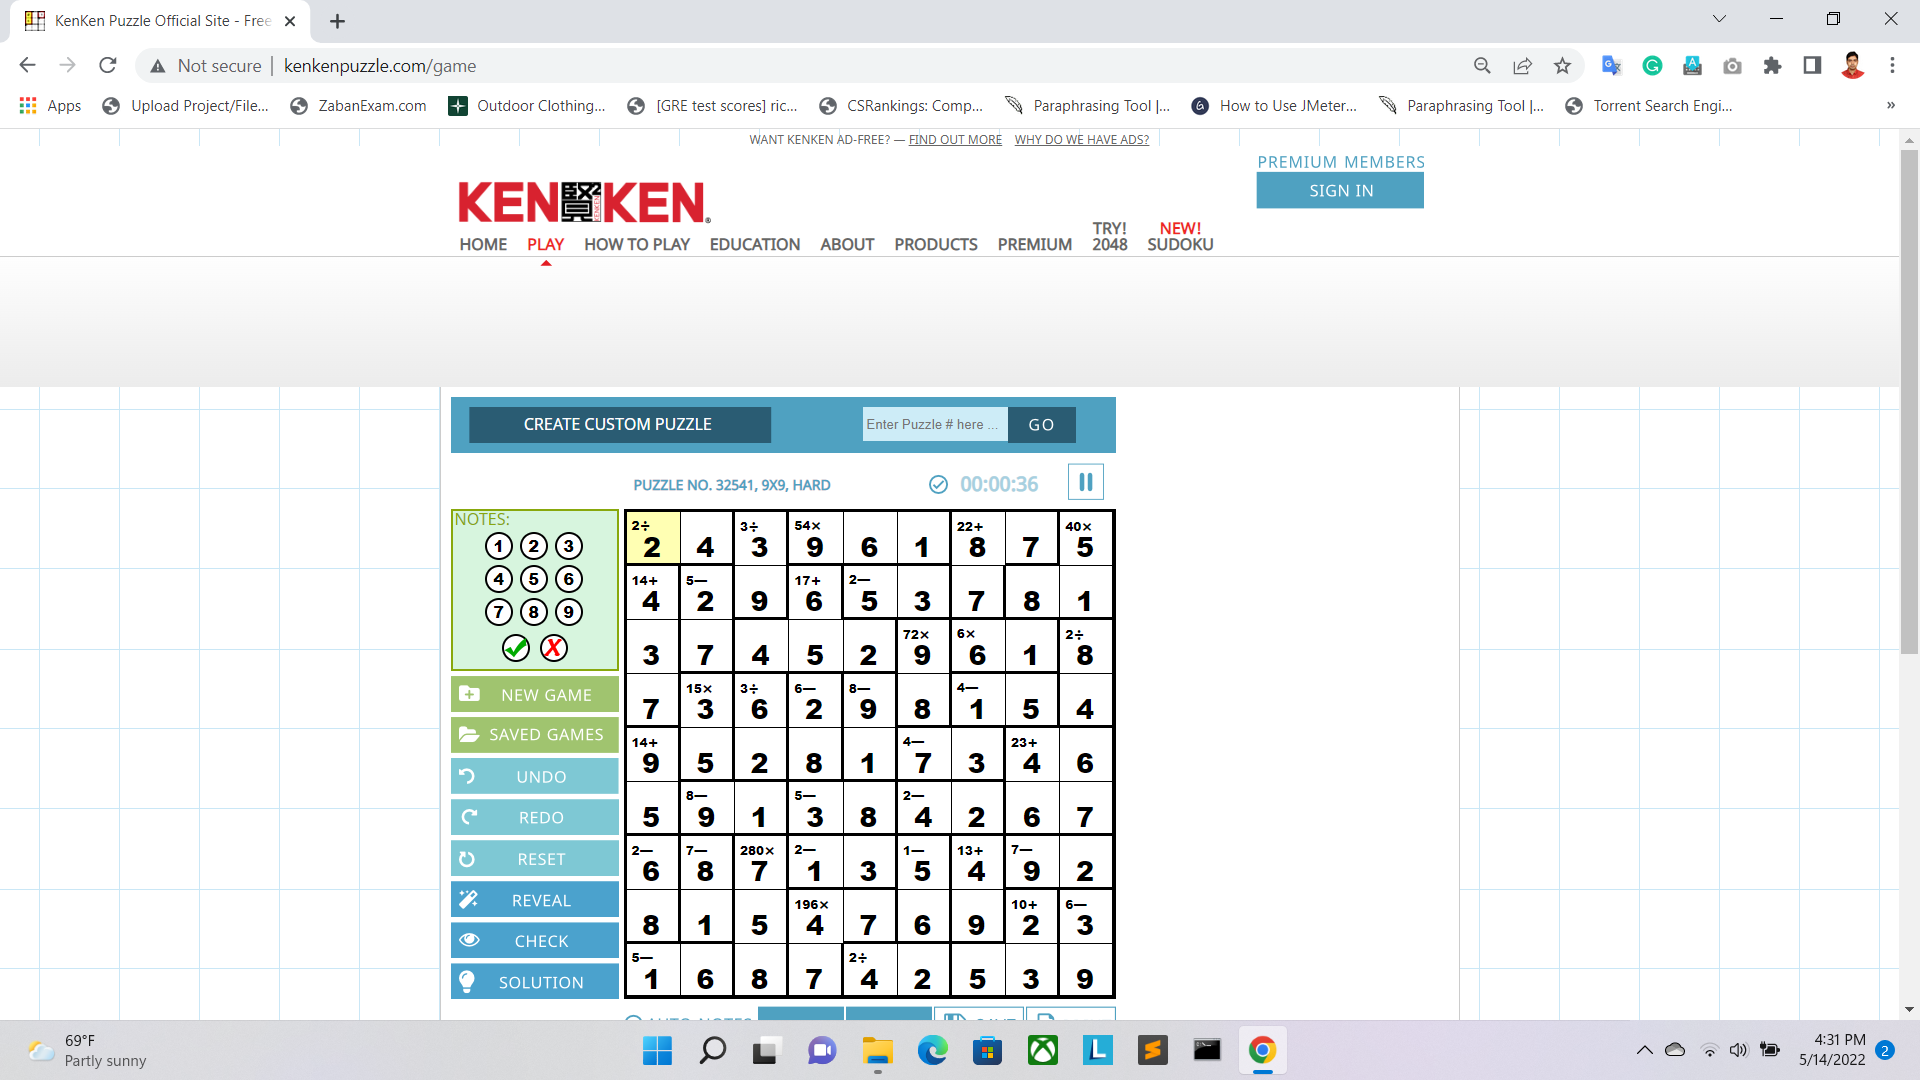 KenKen Puzzle Official Site - Free
Not secure | kenkenpuzzle.com/game
Apps Upload Project/File... ZabanExam.com Outdoor Clothing... [GRE test scores] ric... CSRankings: Comp... Paraphrasing Tool |... How to Use JMeter... Paraphrasing Tool |... Torrent Search Engi... »
WANT KENKEN AD-FREE? — FIND OUT MORE WHY DO WE HAVE ADS?
PREMIUM MEMBERS
SIGN IN
KEN賢KEN®
HOME PLAY HOW TO PLAY EDUCATION ABOUT PRODUCTS PREMIUM TRY! 2048 NEW! SUDOKU
CREATE CUSTOM PUZZLE Enter Puzzle # here ... GO
PUZZLE NO. 32541, 9X9, HARD 00:00:36
NOTES:
1 2 3
4 5 6
7 8 9
X
NEW GAME
SAVED GAMES
UNDO
REDO
RESET
REVEAL
CHECK
SOLUTION
2÷ 3÷ 54× 22+ 40×
2 4 3 9 6 1 8 7 5
14+ 5— 17+ 2—
4 2 9 6 5 3 7 8 1
72× 6× 2÷
3 7 4 5 2 9 6 1 8
15× 3÷ 6— 8— 4—
7 3 6 2 9 8 1 5 4
14+ 4— 23+
9 5 2 8 1 7 3 4 6
8— 5— 2—
5 9 1 3 8 4 2 6 7
2— 7— 280× 2— 1— 13+ 7—
6 8 7 1 3 5 4 9 2
196× 10+ 6—
8 1 5 4 7 6 9 2 3
5— 2÷
1 6 8 7 4 2 5 3 9
AUTO NOTES
69°F
Partly sunny
4:31 PM
5/14/2022
2